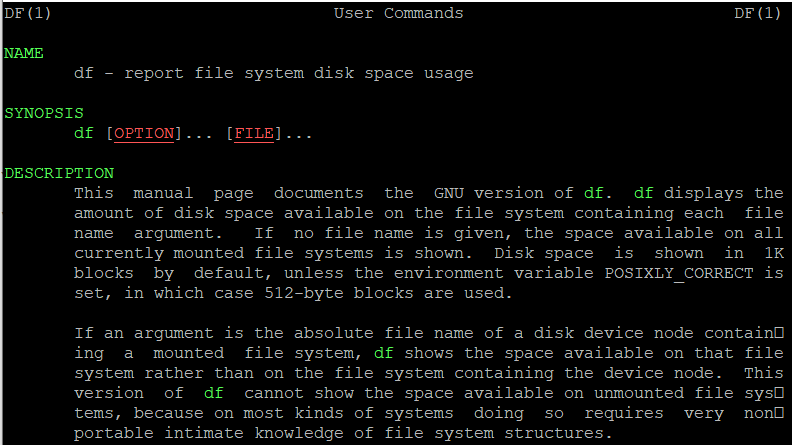 DF(1) User Commands DF(1)
NAME
df - report file system disk space usage
SYNOPSIS
df [OPTION]... [FILE]...
DESCRIPTION
This manual page documents the GNU version of df. df displays the
amount of disk space available on the file system containing each file
name argument. If no file name is given, the space available on all
currently mounted file systems is shown. Disk space is shown in 1K
blocks by default, unless the environment variable POSIXLY_CORRECT is
set, in which case 512-byte blocks are used.
If an argument is the absolute file name of a disk device node contain▯
ing a mounted file system, df shows the space available on that file
system rather than on the file system containing the device node. This
version of df cannot show the space available on unmounted file sys▯
tems, because on most kinds of systems doing so requires very non▯
portable intimate knowledge of file system structures.